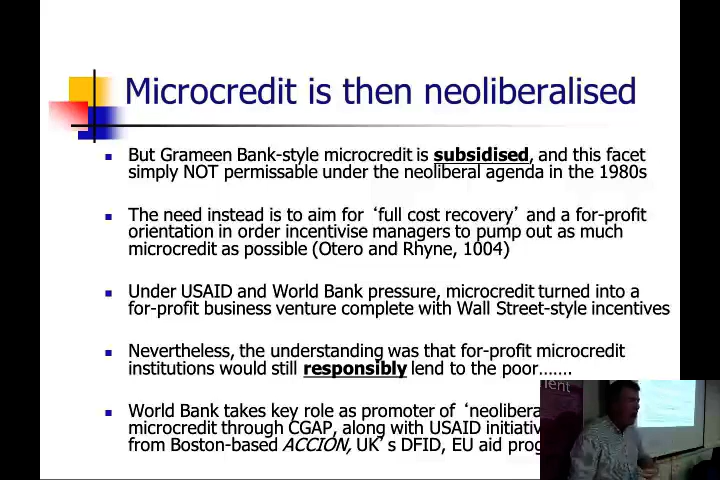 Microcredit is then neoliberalised
But Grameen Bank-style microcredit is subsidised, and this facet
simply NOT permissable under the neoliberal agenda in the 1980s
The need instead is to aim for ‘full cost recovery’ and a for-profit
orientation in order incentivise managers to pump out as much
microcredit as possible (Otero and Rhyne, 1004)
Under USAID and World Bank pressure, microcredit turned into a
for-profit business venture complete with Wall Street-style incentives
Nevertheless, the understanding was that for-profit microcredit
institutions would still responsibly lend to the poor…….
World Bank takes key role as promoter of ‘neolibera
microcredit through CGAP, along with USAID initiativ
from Boston-based ACCION, UK’s DFID, EU aid prog